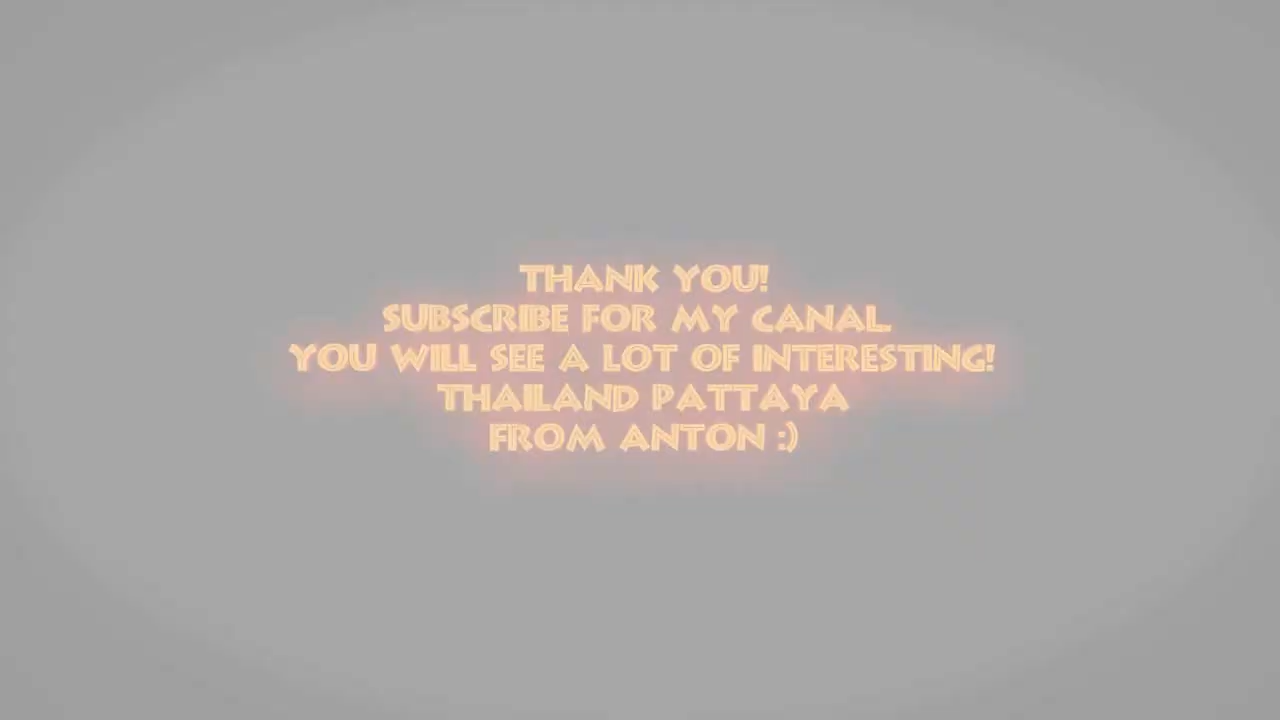 THANK YOU!
SUBSCRIBE FOR MY CANAL.
YOU WILL SEE A LOT OF INTERESTING!
THAILAND PATTAYA
FROM ANTON :)